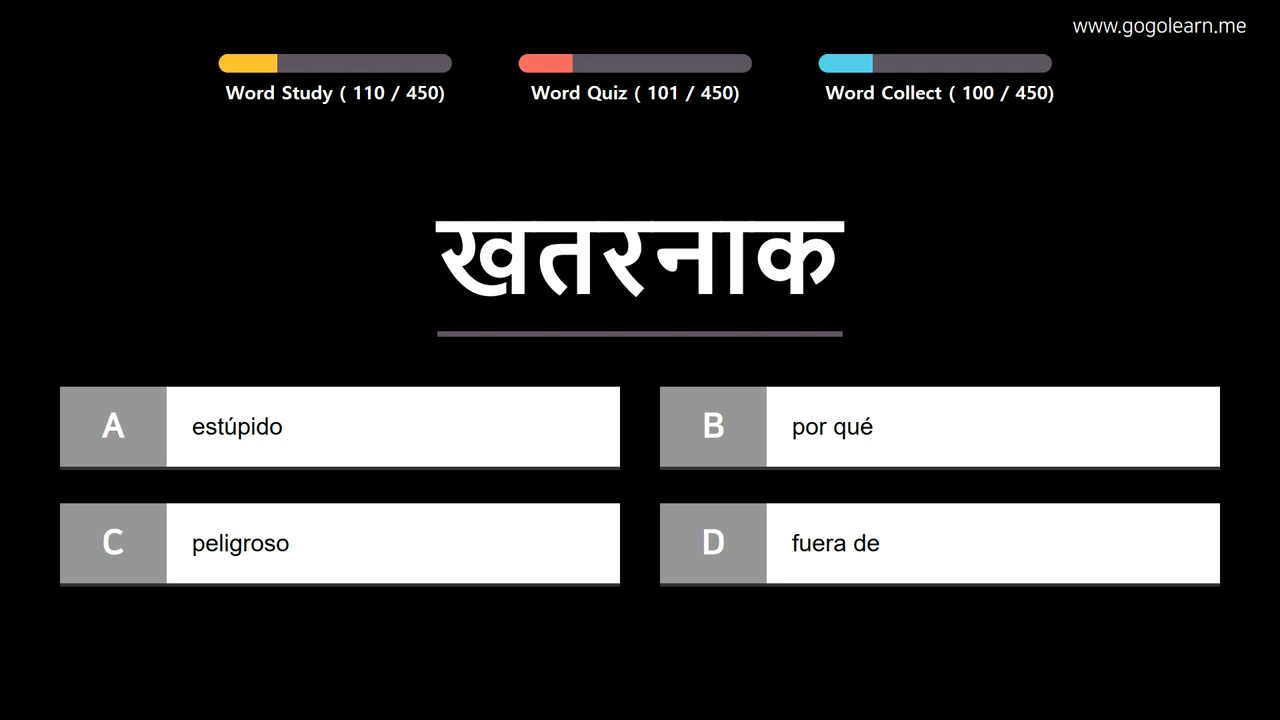 www.gogolearn.me
Word Study ( 110 / 450)
Word Quiz ( 101 / 450)
Word Collect ( 100 / 450)
खतरनाक
A estúpido
B por qué
C peligroso
D fuera de